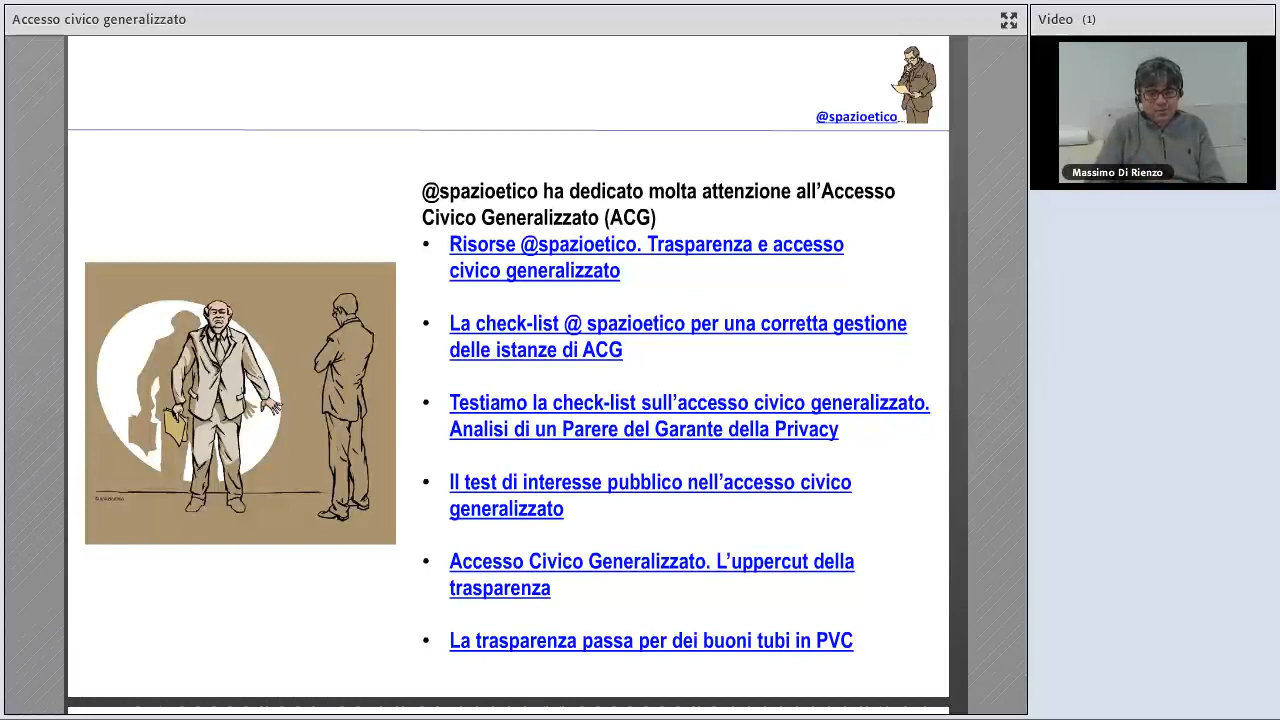 Accesso civico generalizzato
Video (1)
Massimo Di Rienzo
@spazioetico...
@spazioetico ha dedicato molta attenzione all’Accesso
Civico Generalizzato (ACG)
• Risorse @spazioetico. Trasparenza e accesso
civico generalizzato
• La check-list @ spazioetico per una corretta gestione
delle istanze di ACG
• Testiamo la check-list sull’accesso civico generalizzato.
Analisi di un Parere del Garante della Privacy
• Il test di interesse pubblico nell’accesso civico
generalizzato
• Accesso Civico Generalizzato. L’uppercut della
trasparenza
• La trasparenza passa per dei buoni tubi in PVC